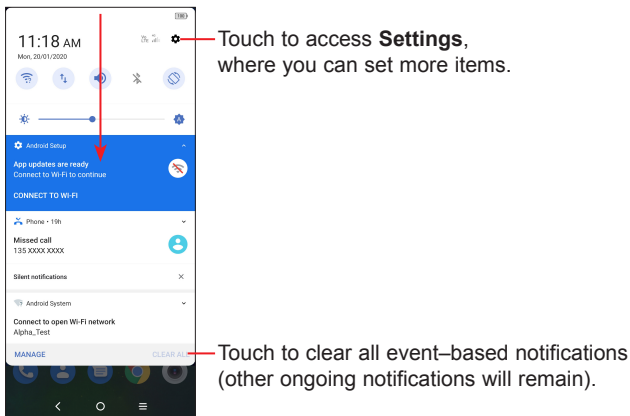 100
11:18 AM
Mon, 20/01/2020
Touch to access Settings,
where you can set more items.
Android Setup
App updates are ready
Connect to Wi-Fi to continue
CONNECT TO WI-FI
Phone • 19h
Missed call
135 XXXX XXXX
Silent notifications
Android System
Connect to open Wi-Fi network
Alpha_Test
MANAGE
CLEAR ALL
Touch to clear all event–based notifications
(other ongoing notifications will remain).